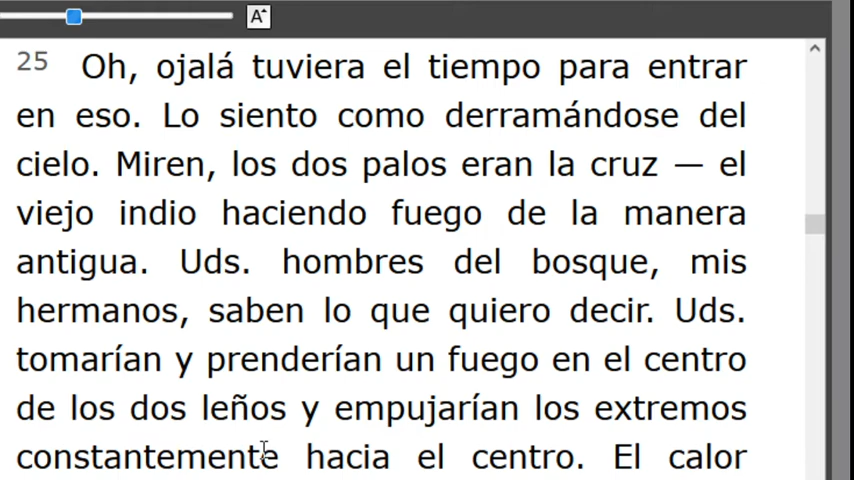 A
25 Oh, ojalá tuviera el tiempo para entrar
en eso. Lo siento como derramándose del
cielo. Miren, los dos palos eran la cruz — el
viejo indio haciendo fuego de la manera
antigua. Uds. hombres del bosque, mis
hermanos, saben lo que quiero decir. Uds.
tomarían y prenderían un fuego en el centro
de los dos leños y empujarían los extremos
constantemente hacia el centro. El calor